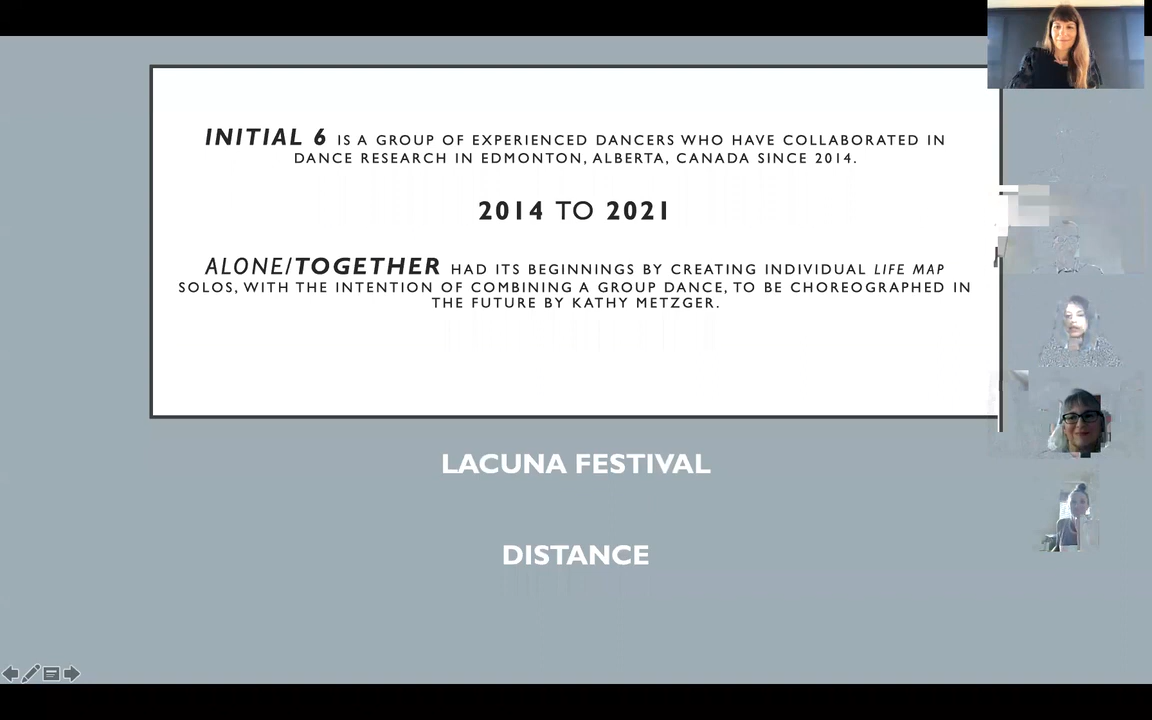 INITIAL 6 IS A GROUP OF EXPERIENCED DANCERS WHO HAVE COLLABORATED IN
DANCE RESEARCH IN EDMONTON, ALBERTA, CANADA SINCE 2014.
2014 TO 2021
ALONE/TOGETHER HAD ITS BEGINNINGS BY CREATING INDIVIDUAL LIFE MAP
SOLOS, WITH THE INTENTION OF COMBINING A GROUP DANCE, TO BE CHOREOGRAPHED IN
THE FUTURE BY KATHY METZGER.
LACUNA FESTIVAL
DISTANCE